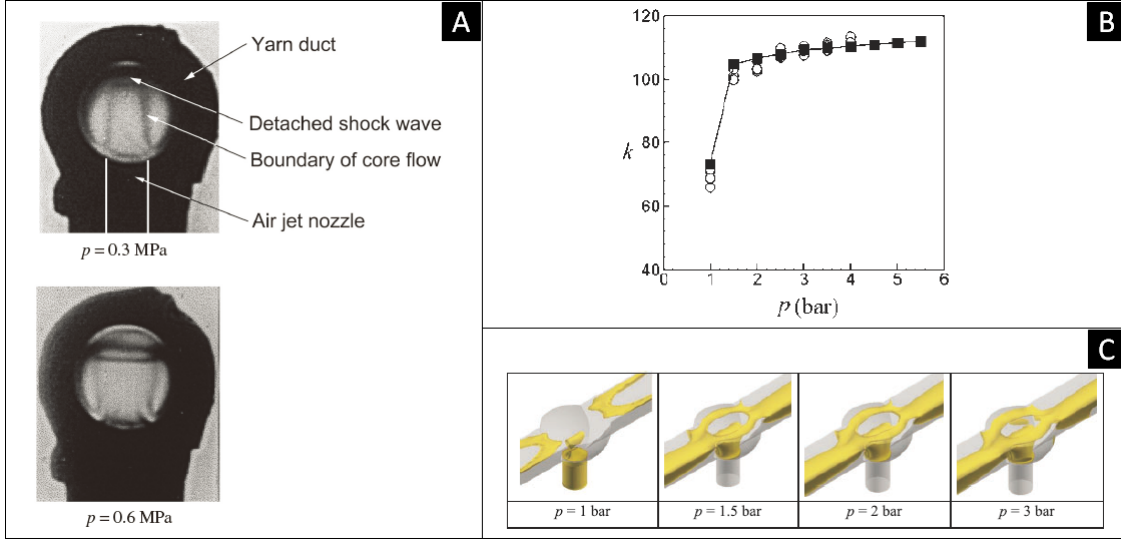 A
Yarn duct
Detached shock wave
Boundary of core flow
Air jet nozzle
p = 0.3 MPa
p = 0.6 MPa
B
120
100
80
60
40
k
0 1 2 3 4 5 6
p (bar)
C
p = 1 bar
p = 1.5 bar
p = 2 bar
p = 3 bar